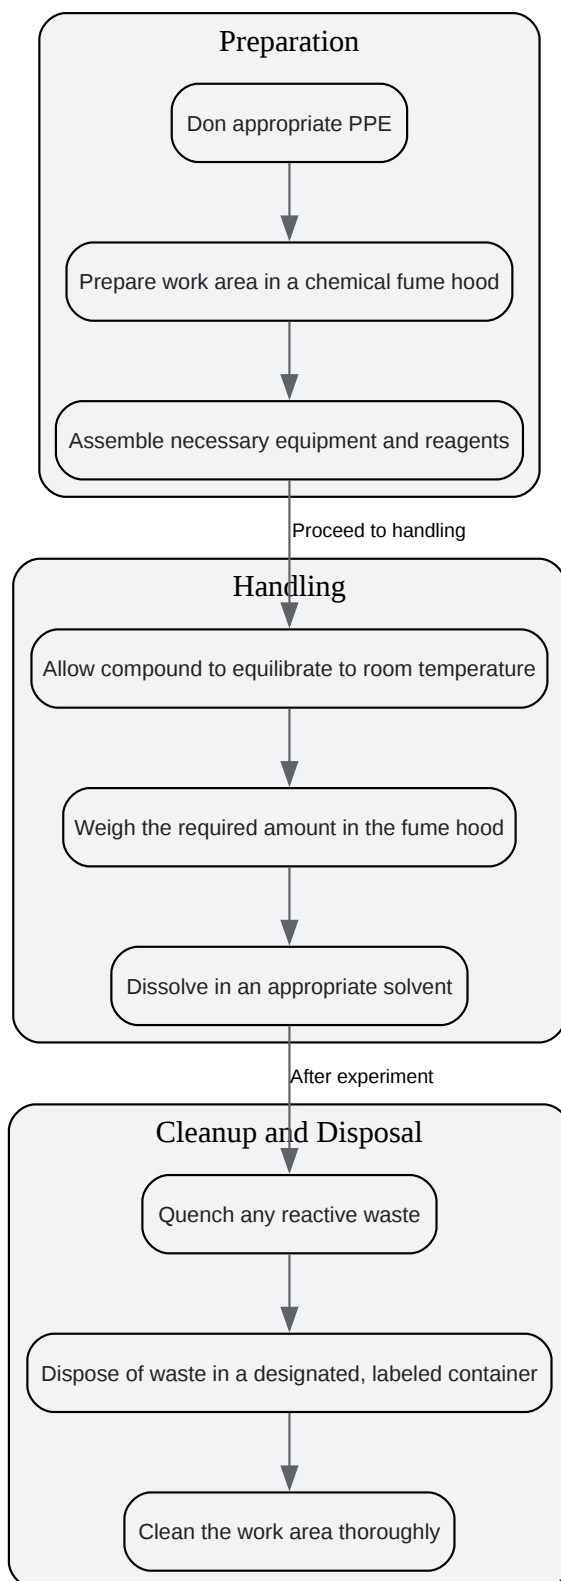 Preparation
Don appropriate PPE
Prepare work area in a chemical fume hood
Assemble necessary equipment and reagents
Proceed to handling
Handling
Allow compound to equilibrate to room temperature
Weigh the required amount in the fume hood
Dissolve in an appropriate solvent
After experiment
Cleanup and Disposal
Quench any reactive waste
Dispose of waste in a designated, labeled container
Clean the work area thoroughly